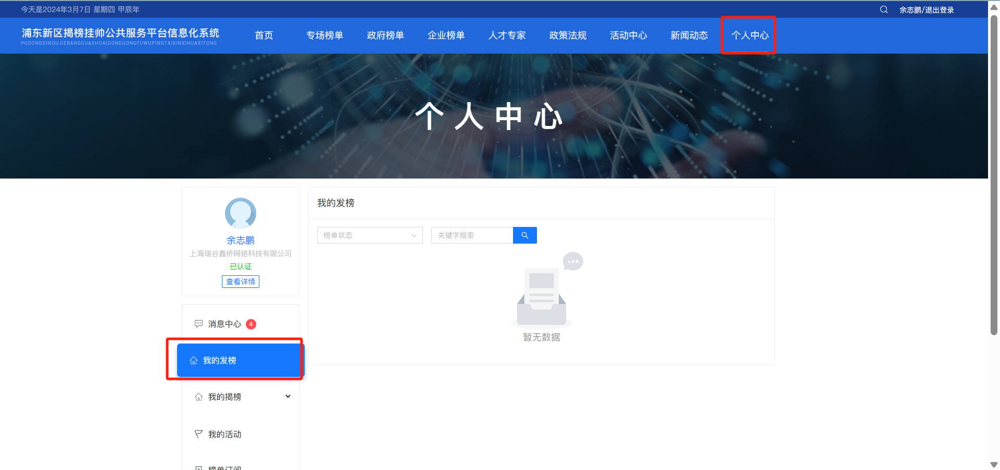 今天是2024年3月7日 星期四 甲辰年
余志鹏/退出登录
浦东新区揭榜挂帅公共服务平台信息化系统
PUDONGXINQUJIEBANGGUASHUAIGONGGONGFUWUPINGTAIXINXIHUAXITONG
首页 专场榜单 政府榜单 企业榜单 人才专家 政策法规 活动中心 新闻动态 个人中心
个人中心
余志鹏
上海瑞谷鑫桥网络科技有限公司
已认证
查看详情
消息中心 4
我的发榜
我的揭榜
我的活动
榜单订阅
我的发榜
榜单状态 关键字搜索
暂无数据